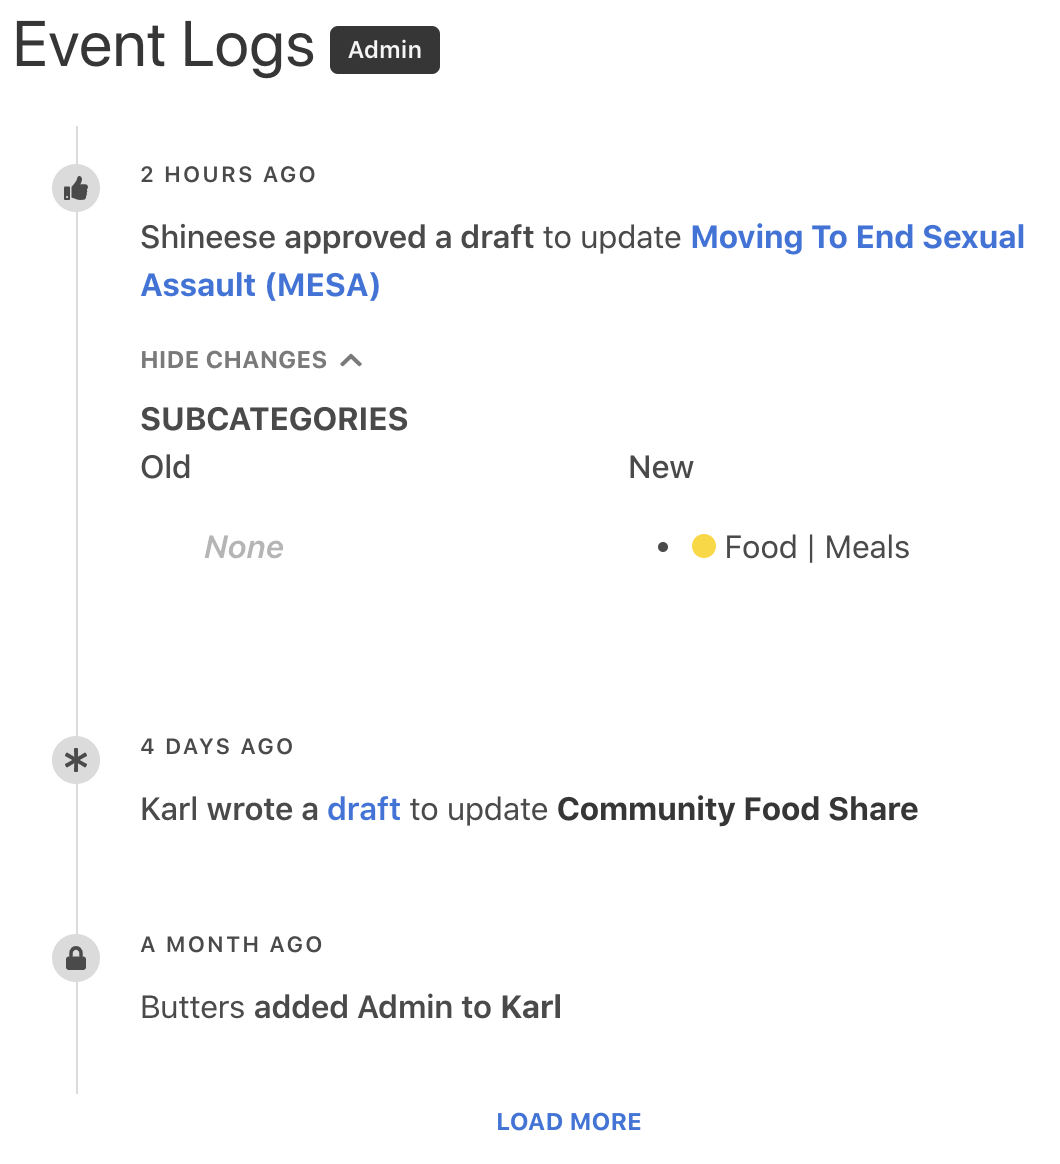 Event Logs Admin
2 HOURS AGO
Shineese approved a draft to update Moving To End Sexual
Assault (MESA)
HIDE CHANGES
SUBCATEGORIES
Old New
None • Food | Meals
4 DAYS AGO
Karl wrote a draft to update Community Food Share
A MONTH AGO
Butters added Admin to Karl
LOAD MORE